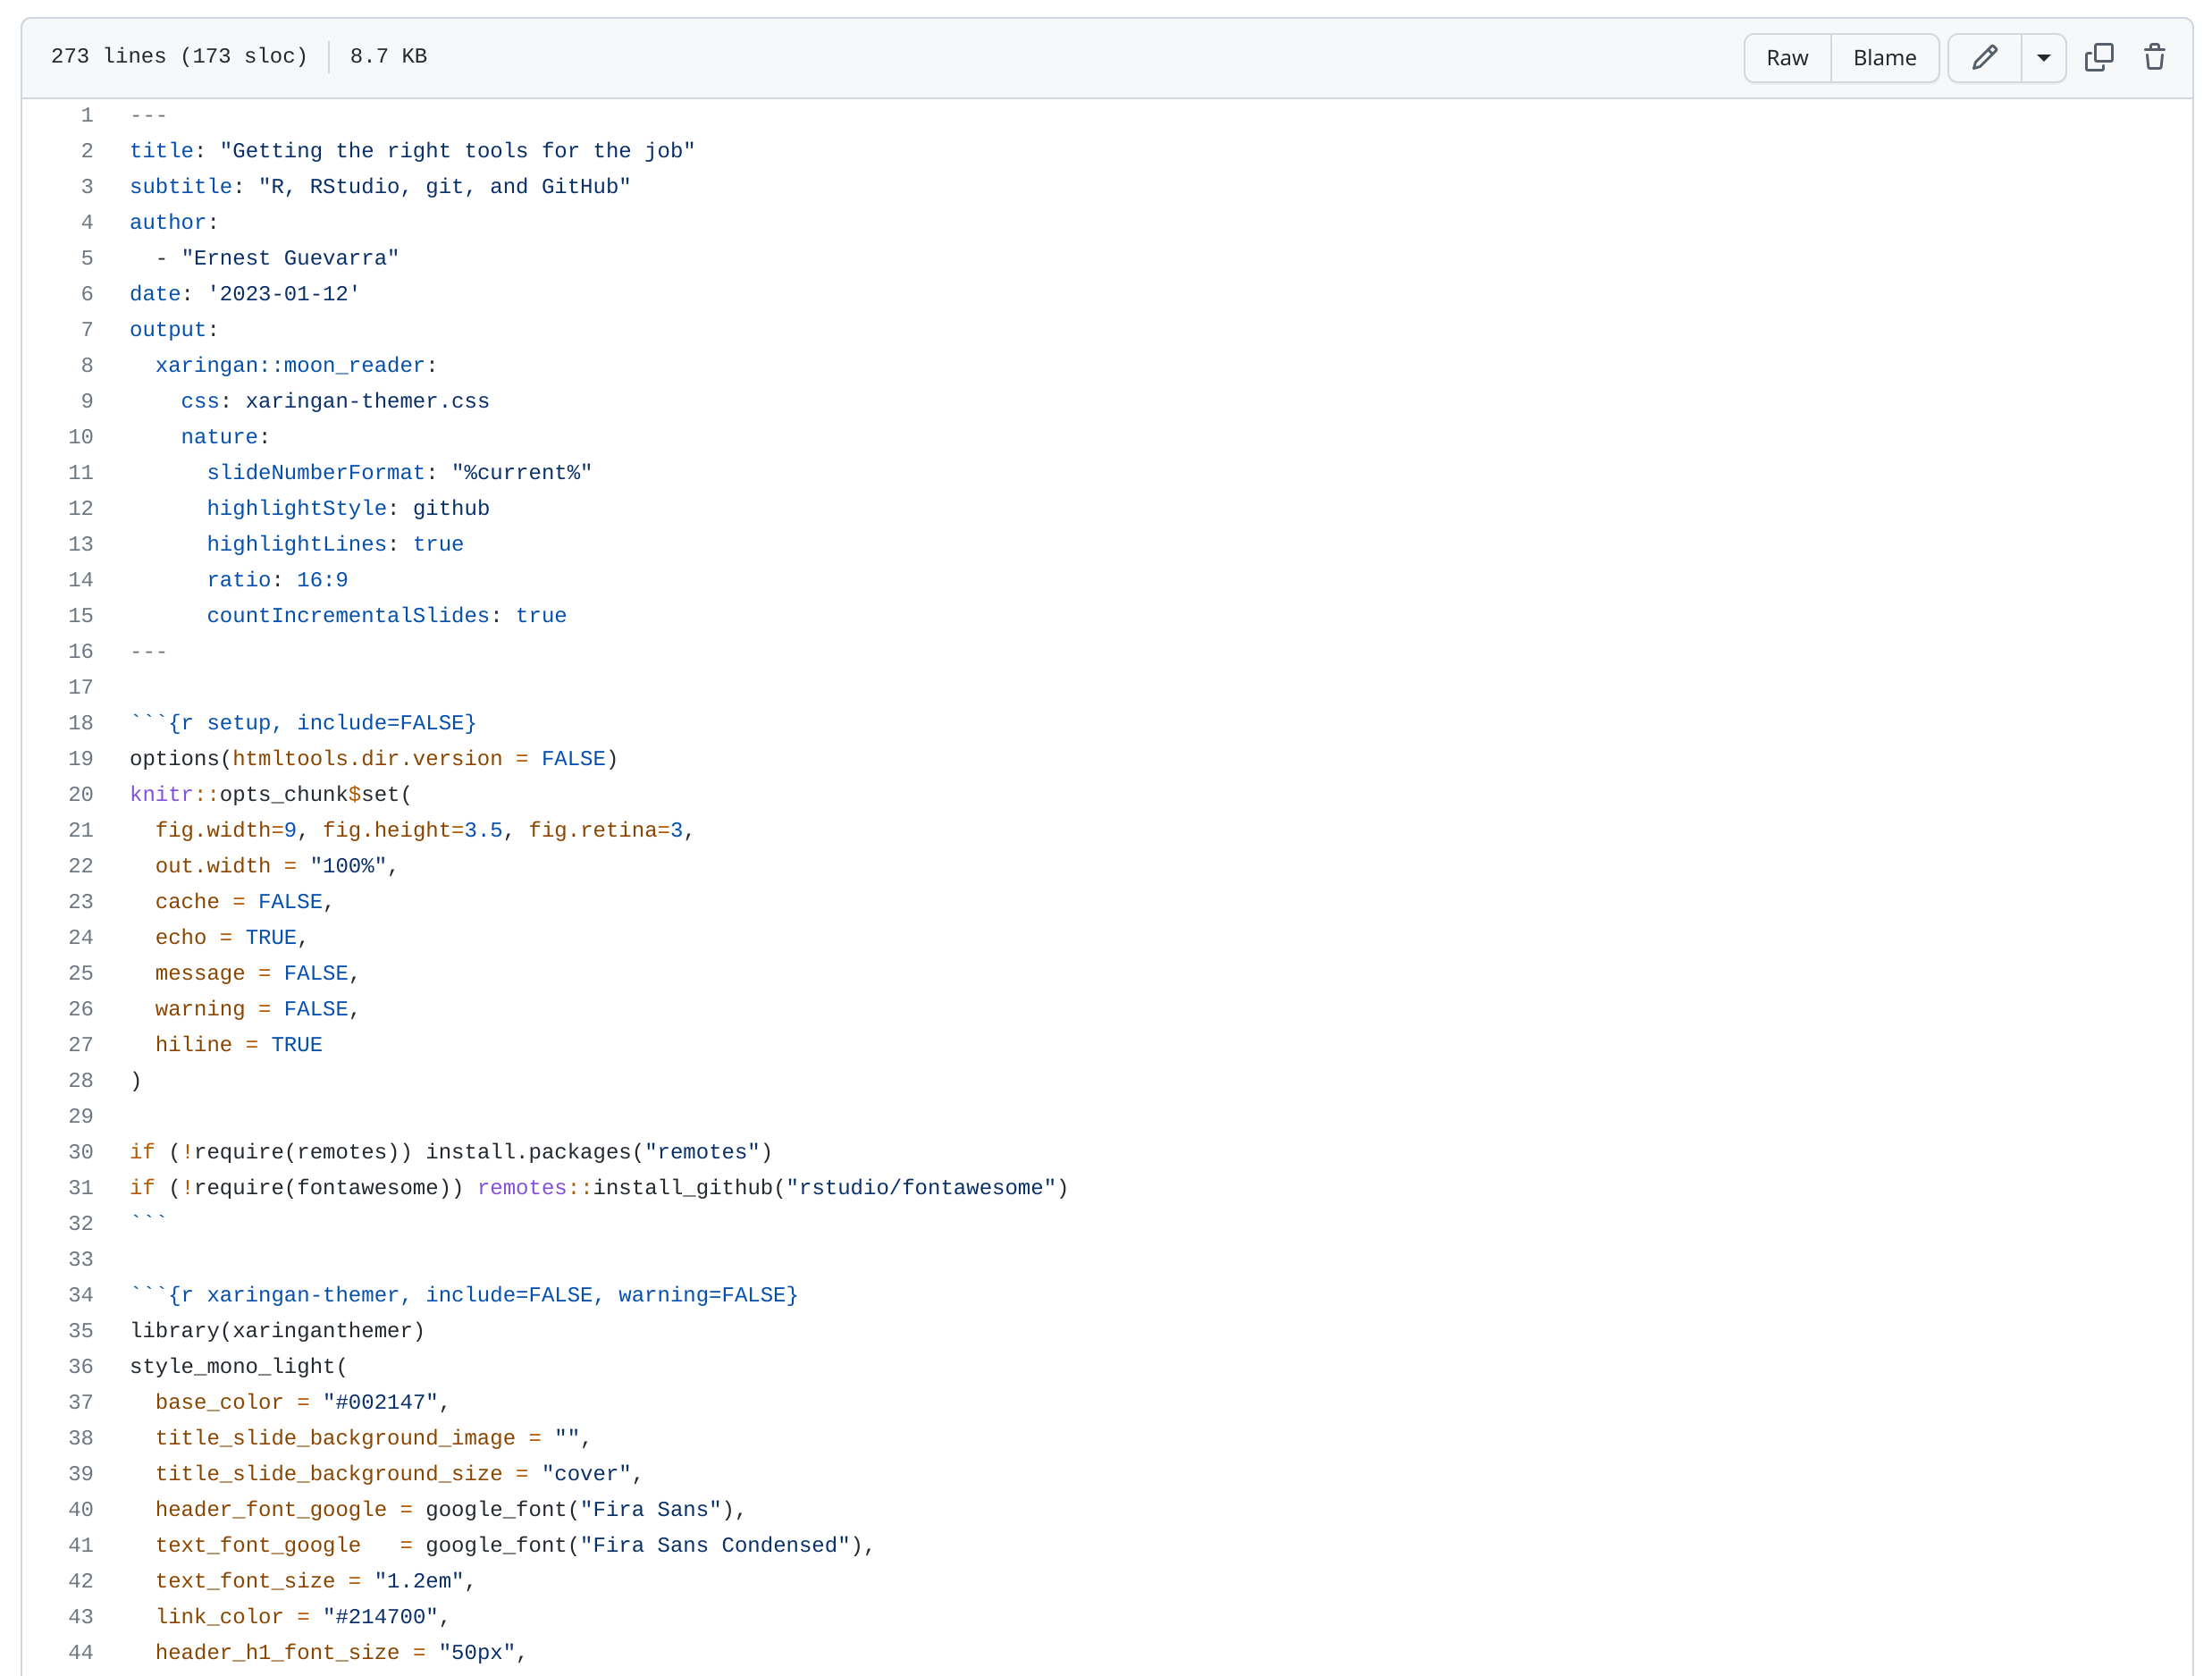 273 lines (173 sloc) 8.7 KB Raw Blame
1 ---
2 title: "Getting the right tools for the job"
3 subtitle: "R, RStudio, git, and GitHub"
4 author:
5   - "Ernest Guevarra"
6 date: '2023-01-12'
7 output:
8   xaringan::moon_reader:
9     css: xaringan-themer.css
10     nature:
11       slideNumberFormat: "%current%"
12       highlightStyle: github
13       highlightLines: true
14       ratio: 16:9
15       countIncrementalSlides: true
16 ---
17
18 ```{r setup, include=FALSE}
19 options(htmltools.dir.version = FALSE)
20 knitr::opts_chunk$set(
21   fig.width=9, fig.height=3.5, fig.retina=3,
22   out.width = "100%",
23   cache = FALSE,
24   echo = TRUE,
25   message = FALSE,
26   warning = FALSE,
27   hiline = TRUE
28 )
29
30 if (!require(remotes)) install.packages("remotes")
31 if (!require(fontawesome)) remotes::install_github("rstudio/fontawesome")
32 ```
33
34 ```{r xaringan-themer, include=FALSE, warning=FALSE}
35 library(xaringanthemer)
36 style_mono_light(
37   base_color = "#002147",
38   title_slide_background_image = "",
39   title_slide_background_size = "cover",
40   header_font_google = google_font("Fira Sans"),
41   text_font_google   = google_font("Fira Sans Condensed"),
42   text_font_size = "1.2em",
43   link_color = "#214700",
44   header_h1_font_size = "50px",